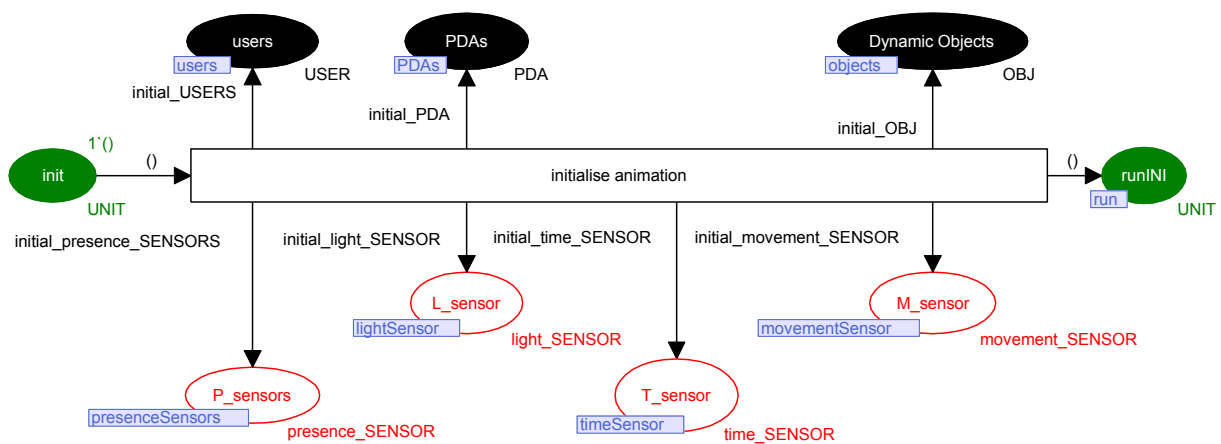 users
users
USER
PDAs
PDAs
PDA
Dynamic Objects
objects
OBJ
initial_USERS
initial_PDA
initial_OBJ
1`()
init
()
UNIT
initialise animation
()
runINI
run
UNIT
initial_presence_SENSORS
initial_light_SENSOR
initial_time_SENSOR
initial_movement_SENSOR
L_sensor
lightSensor
light_SENSOR
M_sensor
movementSensor
movement_SENSOR
P_sensors
presenceSensors
presence_SENSOR
T_sensor
timeSensor
time_SENSOR